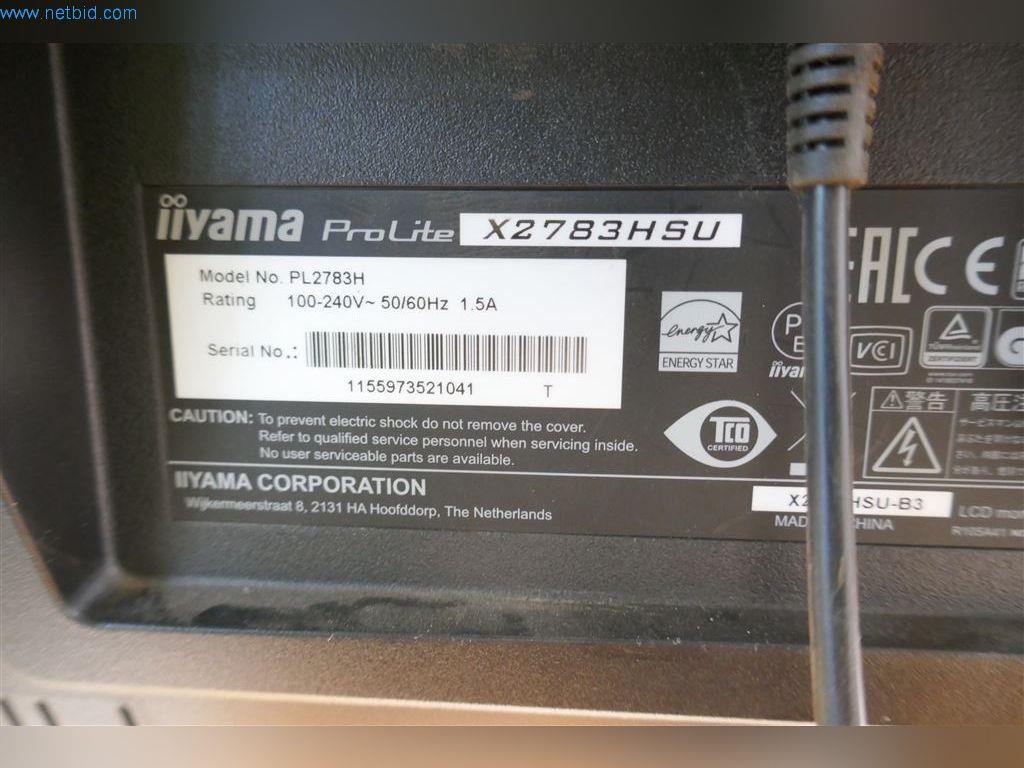 www.netbid.com
iiyama ProLite X2783HSU
Model No. PL2783H
Rating 100-240V~ 50/60Hz 1.5A
Serial No.:
1155973521041 T
EAC CE
energy
ENERGY STAR
VCI
iiyama
TCO
CERTIFIED
警告
CAUTION: To prevent electric shock do not remove the cover.
Refer to qualified service personnel when servicing inside.
No user serviceable parts are available.
IIYAMA CORPORATION
Wijkermeerstraat 8, 2131 HA Hoofddorp, The Netherlands
HSU-B3
CHINA